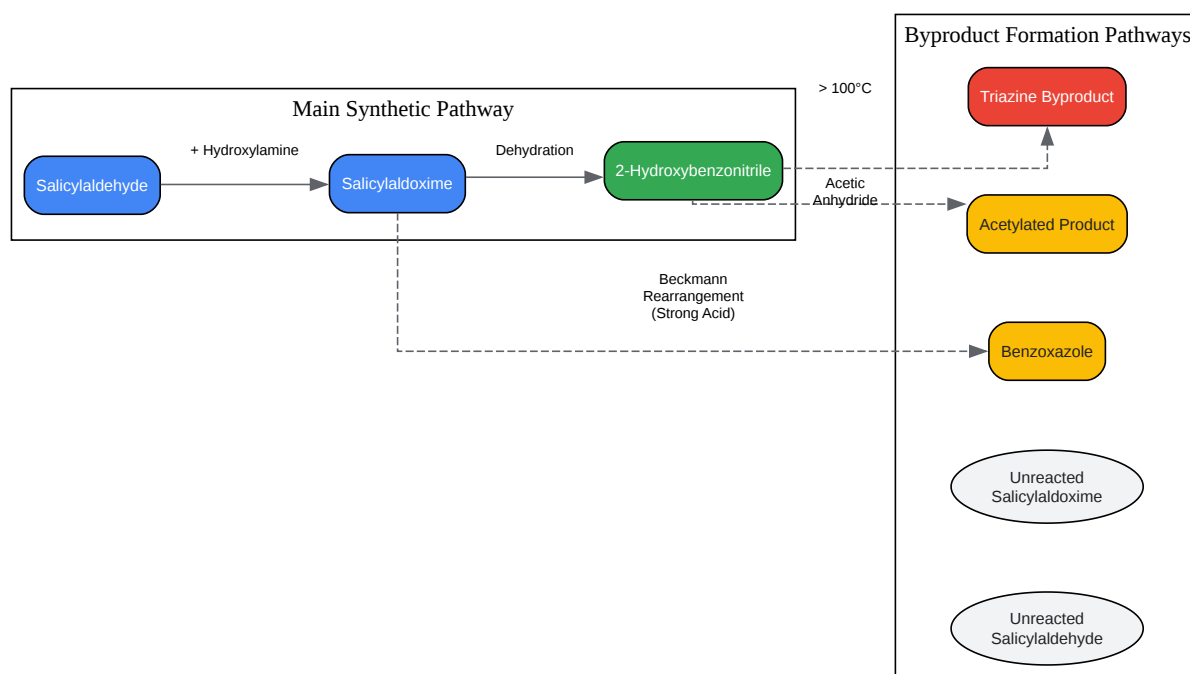 Byproduct Formation Pathways
> 100°C
Triazine Byproduct
Main Synthetic Pathway
+ Hydroxylamine
Dehydration
Salicylaldehyde
Salicylaldoxime
2-Hydroxybenzonitrile
Acetic
Anhydride
Acetylated Product
Beckmann
Rearrangement
(Strong Acid)
Benzoxazole
Unreacted
Salicylaldoxime
Unreacted
Salicylaldehyde